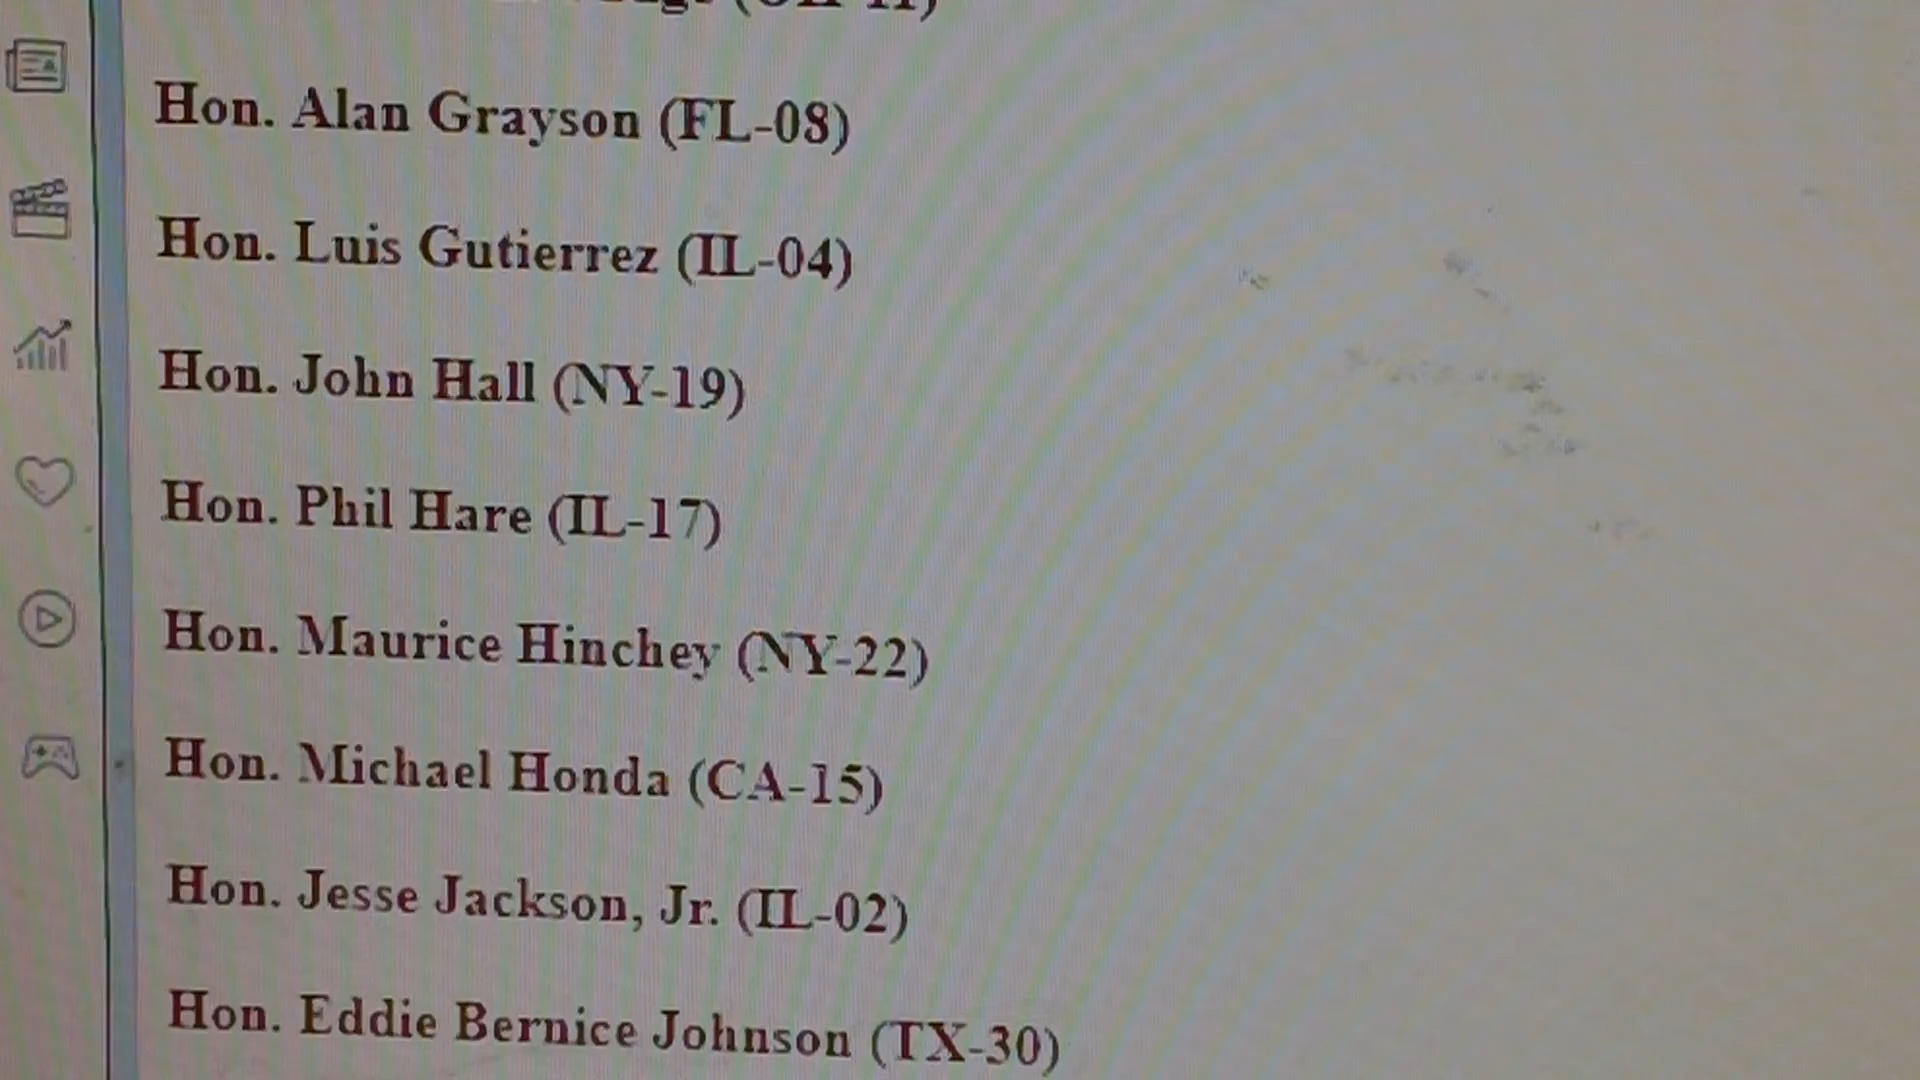 Hon. Alan Grayson (FL-08)
Hon. Luis Gutierrez (IL-04)
Hon. John Hall (NY-19)
Hon. Phil Hare (IL-17)
Hon. Maurice Hinchey (NY-22)
Hon. Michael Honda (CA-15)
Hon. Jesse Jackson, Jr. (IL-02)
Hon. Eddie Bernice Johnson (TX-30)